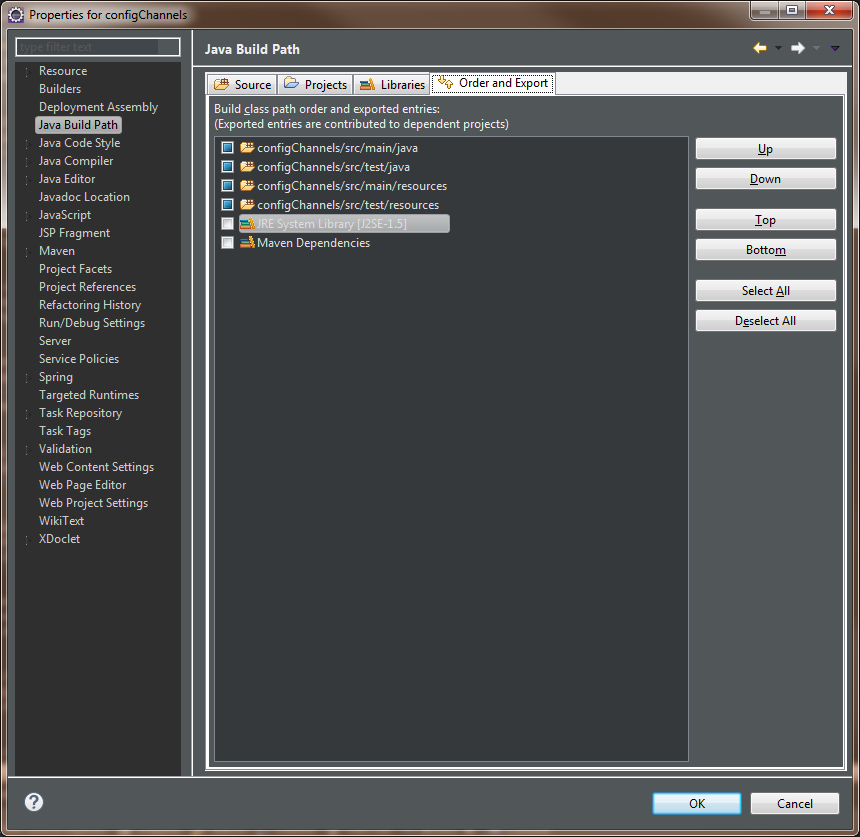 Properties for configChannels
type filter text
Resource
Builders
Deployment Assembly
Java Build Path
Java Code Style
Java Compiler
Java Editor
Javadoc Location
JavaScript
JSP Fragment
Maven
Project Facets
Project References
Refactoring History
Run/Debug Settings
Server
Service Policies
Spring
Targeted Runtimes
Task Repository
Task Tags
Validation
Web Content Settings
Web Page Editor
Web Project Settings
WikiText
XDoclet
Java Build Path
Source Projects Libraries Order and Export
Build class path order and exported entries:
(Exported entries are contributed to dependent projects)
configChannels/src/main/java
configChannels/src/test/java
configChannels/src/main/resources
configChannels/src/test/resources
JRE System Library [J2SE-1.5]
Maven Dependencies
Up
Down
Top
Bottom
Select All
Deselect All
OK
Cancel